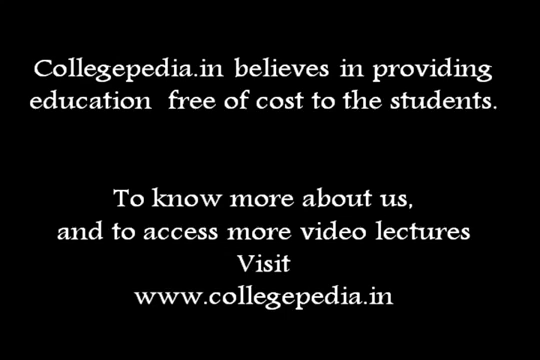 Collegepedia.in believes in providing
education free of cost to the students.
To know more about us,
and to access more video lectures
Visit
www.collegepedia.in